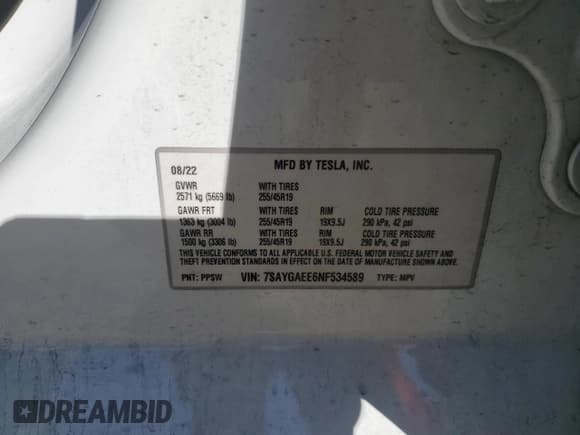 08/22 MFD BY TESLA, INC.
GVWR WITH TIRES
2571 kg (5669 lb) 255/45R19
GAWR FRT WITH TIRES RIM COLD TIRE PRESSURE
1363 kg (3004 lb) 255/45R19 19X9.5J 290 kPa, 42 psi
GAWR RR WITH TIRES RIM COLD TIRE PRESSURE
1500 kg (3306 lb) 255/45R19 19X9.5J 290 kPa, 42 psi
THIS VEHICLE CONFORMS TO ALL APPLICABLE U.S. FEDERAL MOTOR VEHICLE SAFETY AND
THEFT PREVENTION STANDARDS IN EFFECT ON THE DATE OF MANUFACTURE SHOWN ABOVE.
PNT: PPSW VIN: 7SAYGAEE6NF534589 TYPE: MPV
DREAMBID